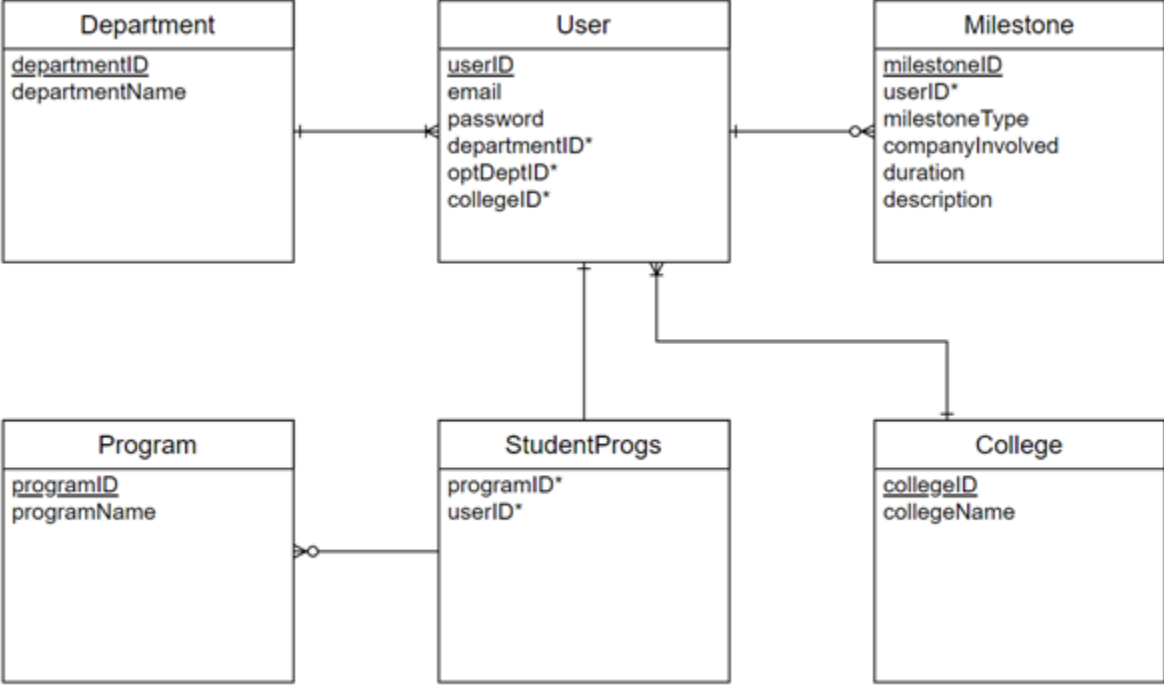 Department
departmentID
departmentName
User
userID
email
password
departmentID*
optDeptID*
collegeID*
Milestone
milestoneID
userID*
milestoneType
companyInvolved
duration
description
Program
programID
programName
StudentProgs
programID*
userID*
College
collegeID
collegeName